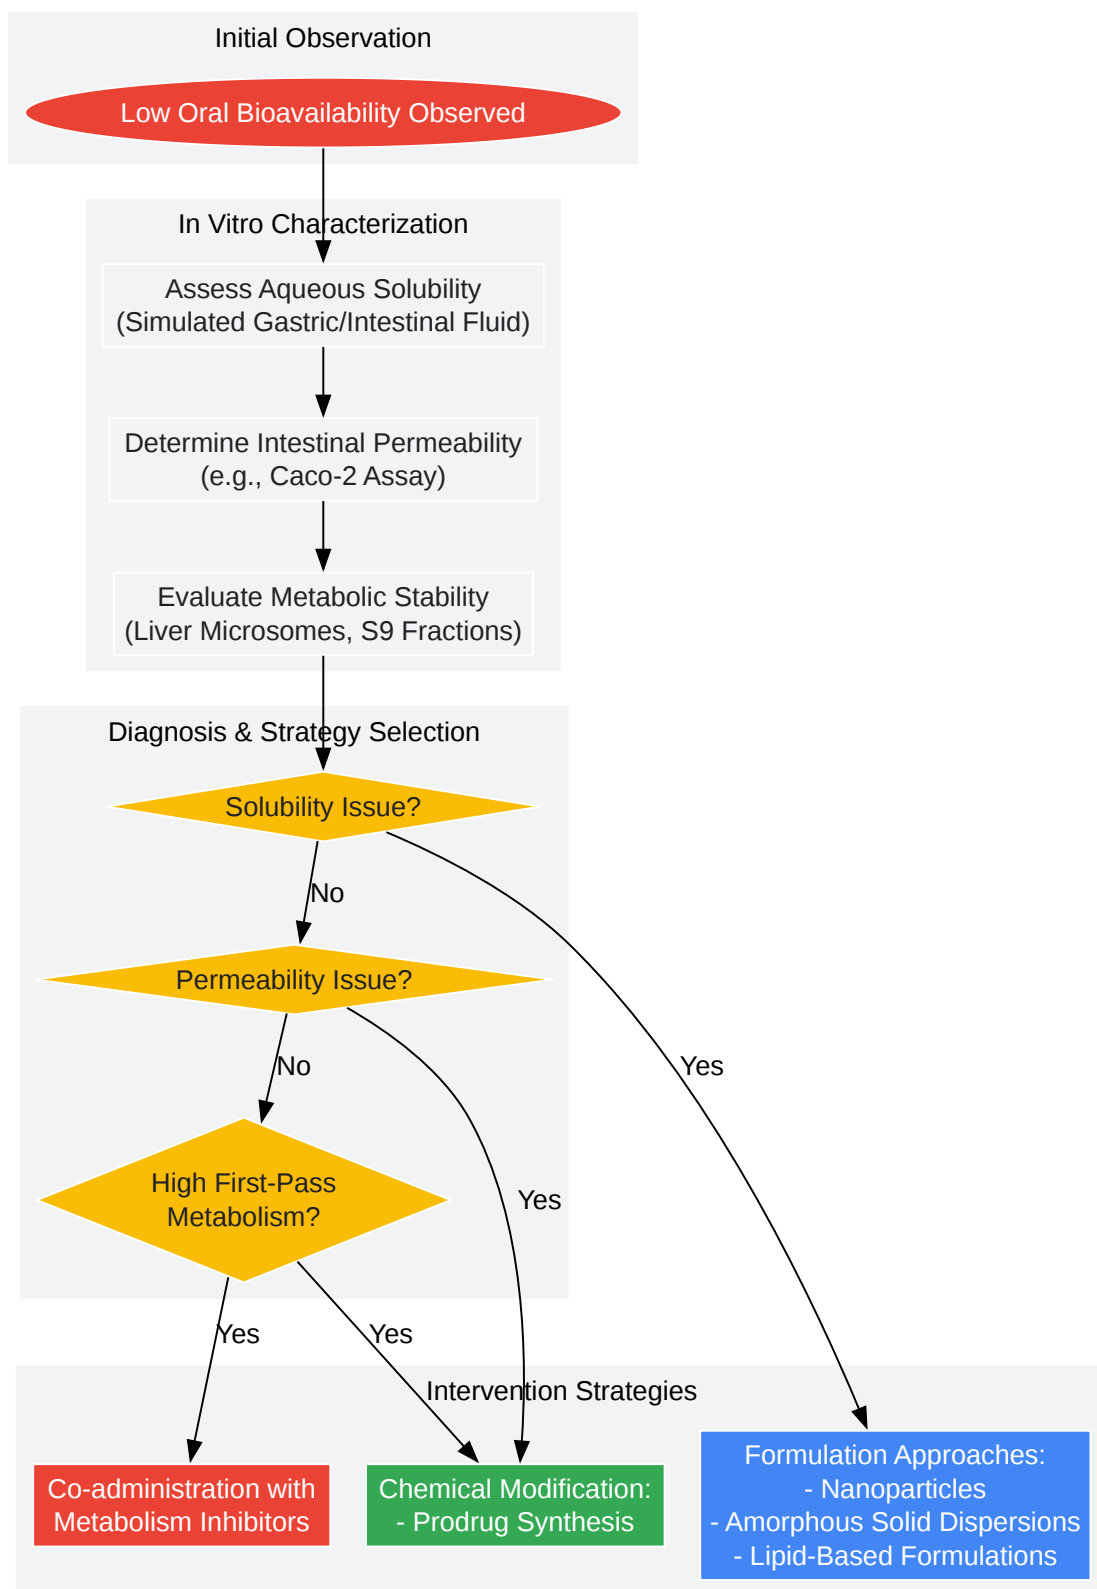 Initial Observation
Low Oral Bioavailability Observed
In Vitro Characterization
Assess Aqueous Solubility
(Simulated Gastric/Intestinal Fluid)
Determine Intestinal Permeability
(e.g., Caco-2 Assay)
Evaluate Metabolic Stability
(Liver Microsomes, S9 Fractions)
Diagnosis & Strategy Selection
Solubility Issue?
No
Permeability Issue?
No
Yes
High First-Pass
Metabolism?
Yes
Yes
Yes
Intervention Strategies
Co-administration with
Metabolism Inhibitors
Chemical Modification:
- Prodrug Synthesis
Formulation Approaches:
- Nanoparticles
- Amorphous Solid Dispersions
- Lipid-Based Formulations